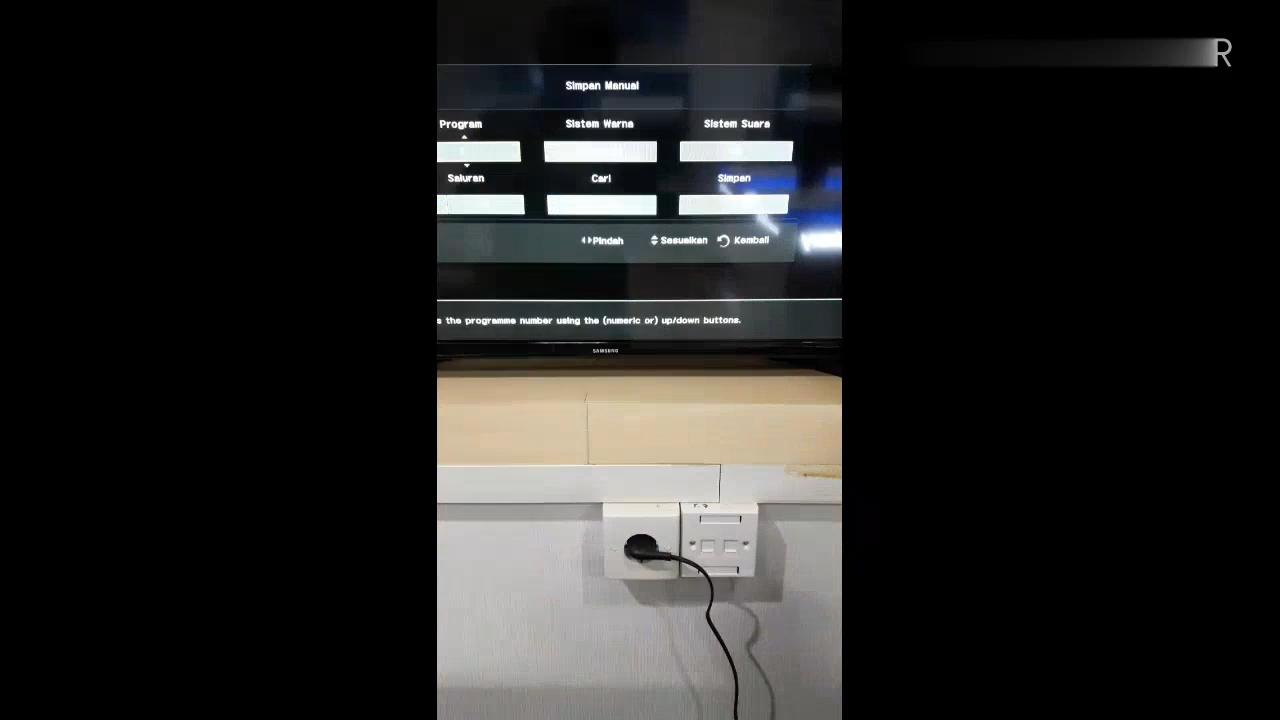 R
Simpan Manual
Program Sistem Warna Sistem Suara
Saluran Cari Simpan
Pindah Sesuaikan Kembali
the programme number using the (numeric or) up/down buttons.
SAMSUNG